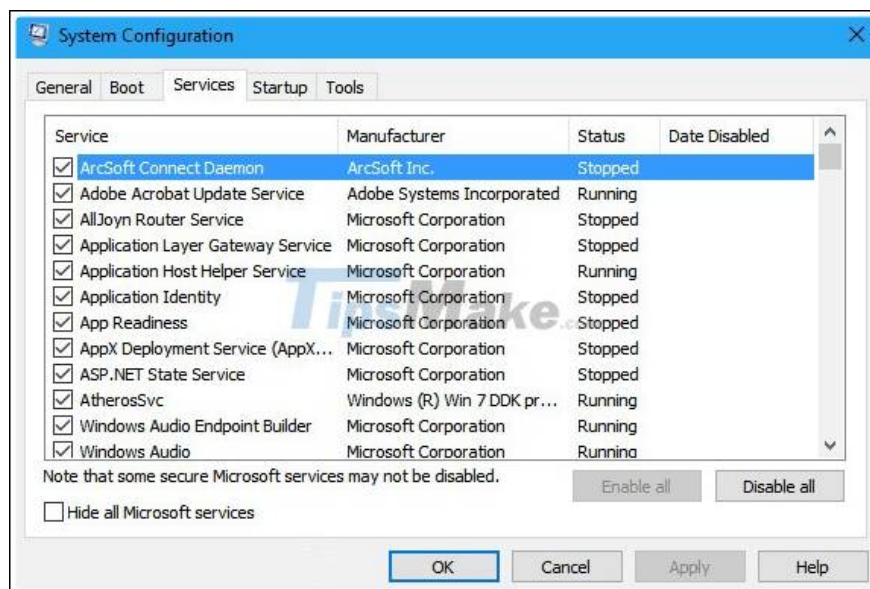 System Configuration
General Boot Services Startup Tools
Service Manufacturer Status Date Disabled
ArcSoft Connect Daemon ArcSoft Inc. Stopped
Adobe Acrobat Update Service Adobe Systems Incorporated Running
AllJoyn Router Service Microsoft Corporation Stopped
Application Layer Gateway Service Microsoft Corporation Stopped
Application Host Helper Service Microsoft Corporation Running
Application Identity Microsoft Corporation Stopped
App Readiness Microsoft Corporation Stopped
AppX Deployment Service (AppX... Microsoft Corporation Stopped
ASP.NET State Service Microsoft Corporation Stopped
AtherosSvc Windows (R) Win 7 DDK pr... Running
Windows Audio Endpoint Builder Microsoft Corporation Running
Windows Audio Microsoft Corporation Running
TipsMake.com
Note that some secure Microsoft services may not be disabled.
Enable all Disable all
Hide all Microsoft services
OK Cancel Apply Help